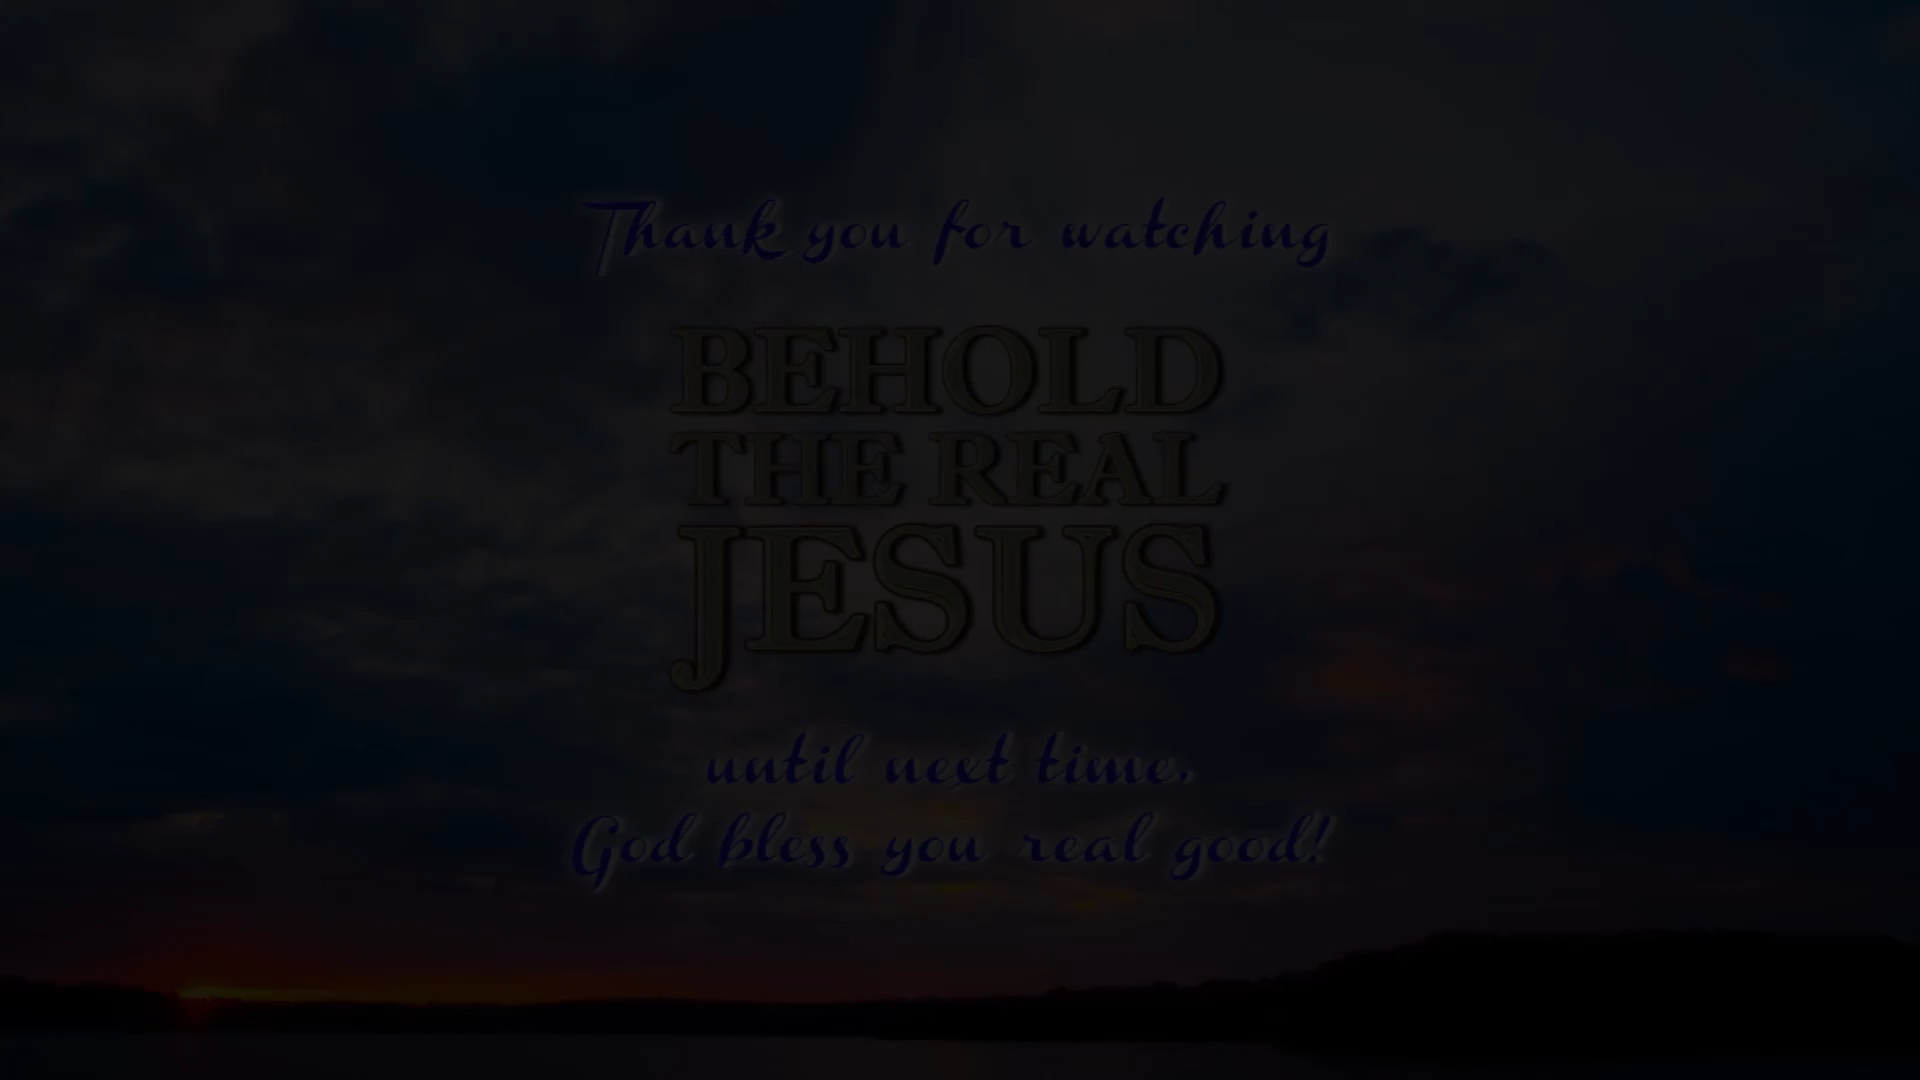 Thank you for watching
BEHOLD
THE REAL
JESUS
until next time,
God bless you real good!